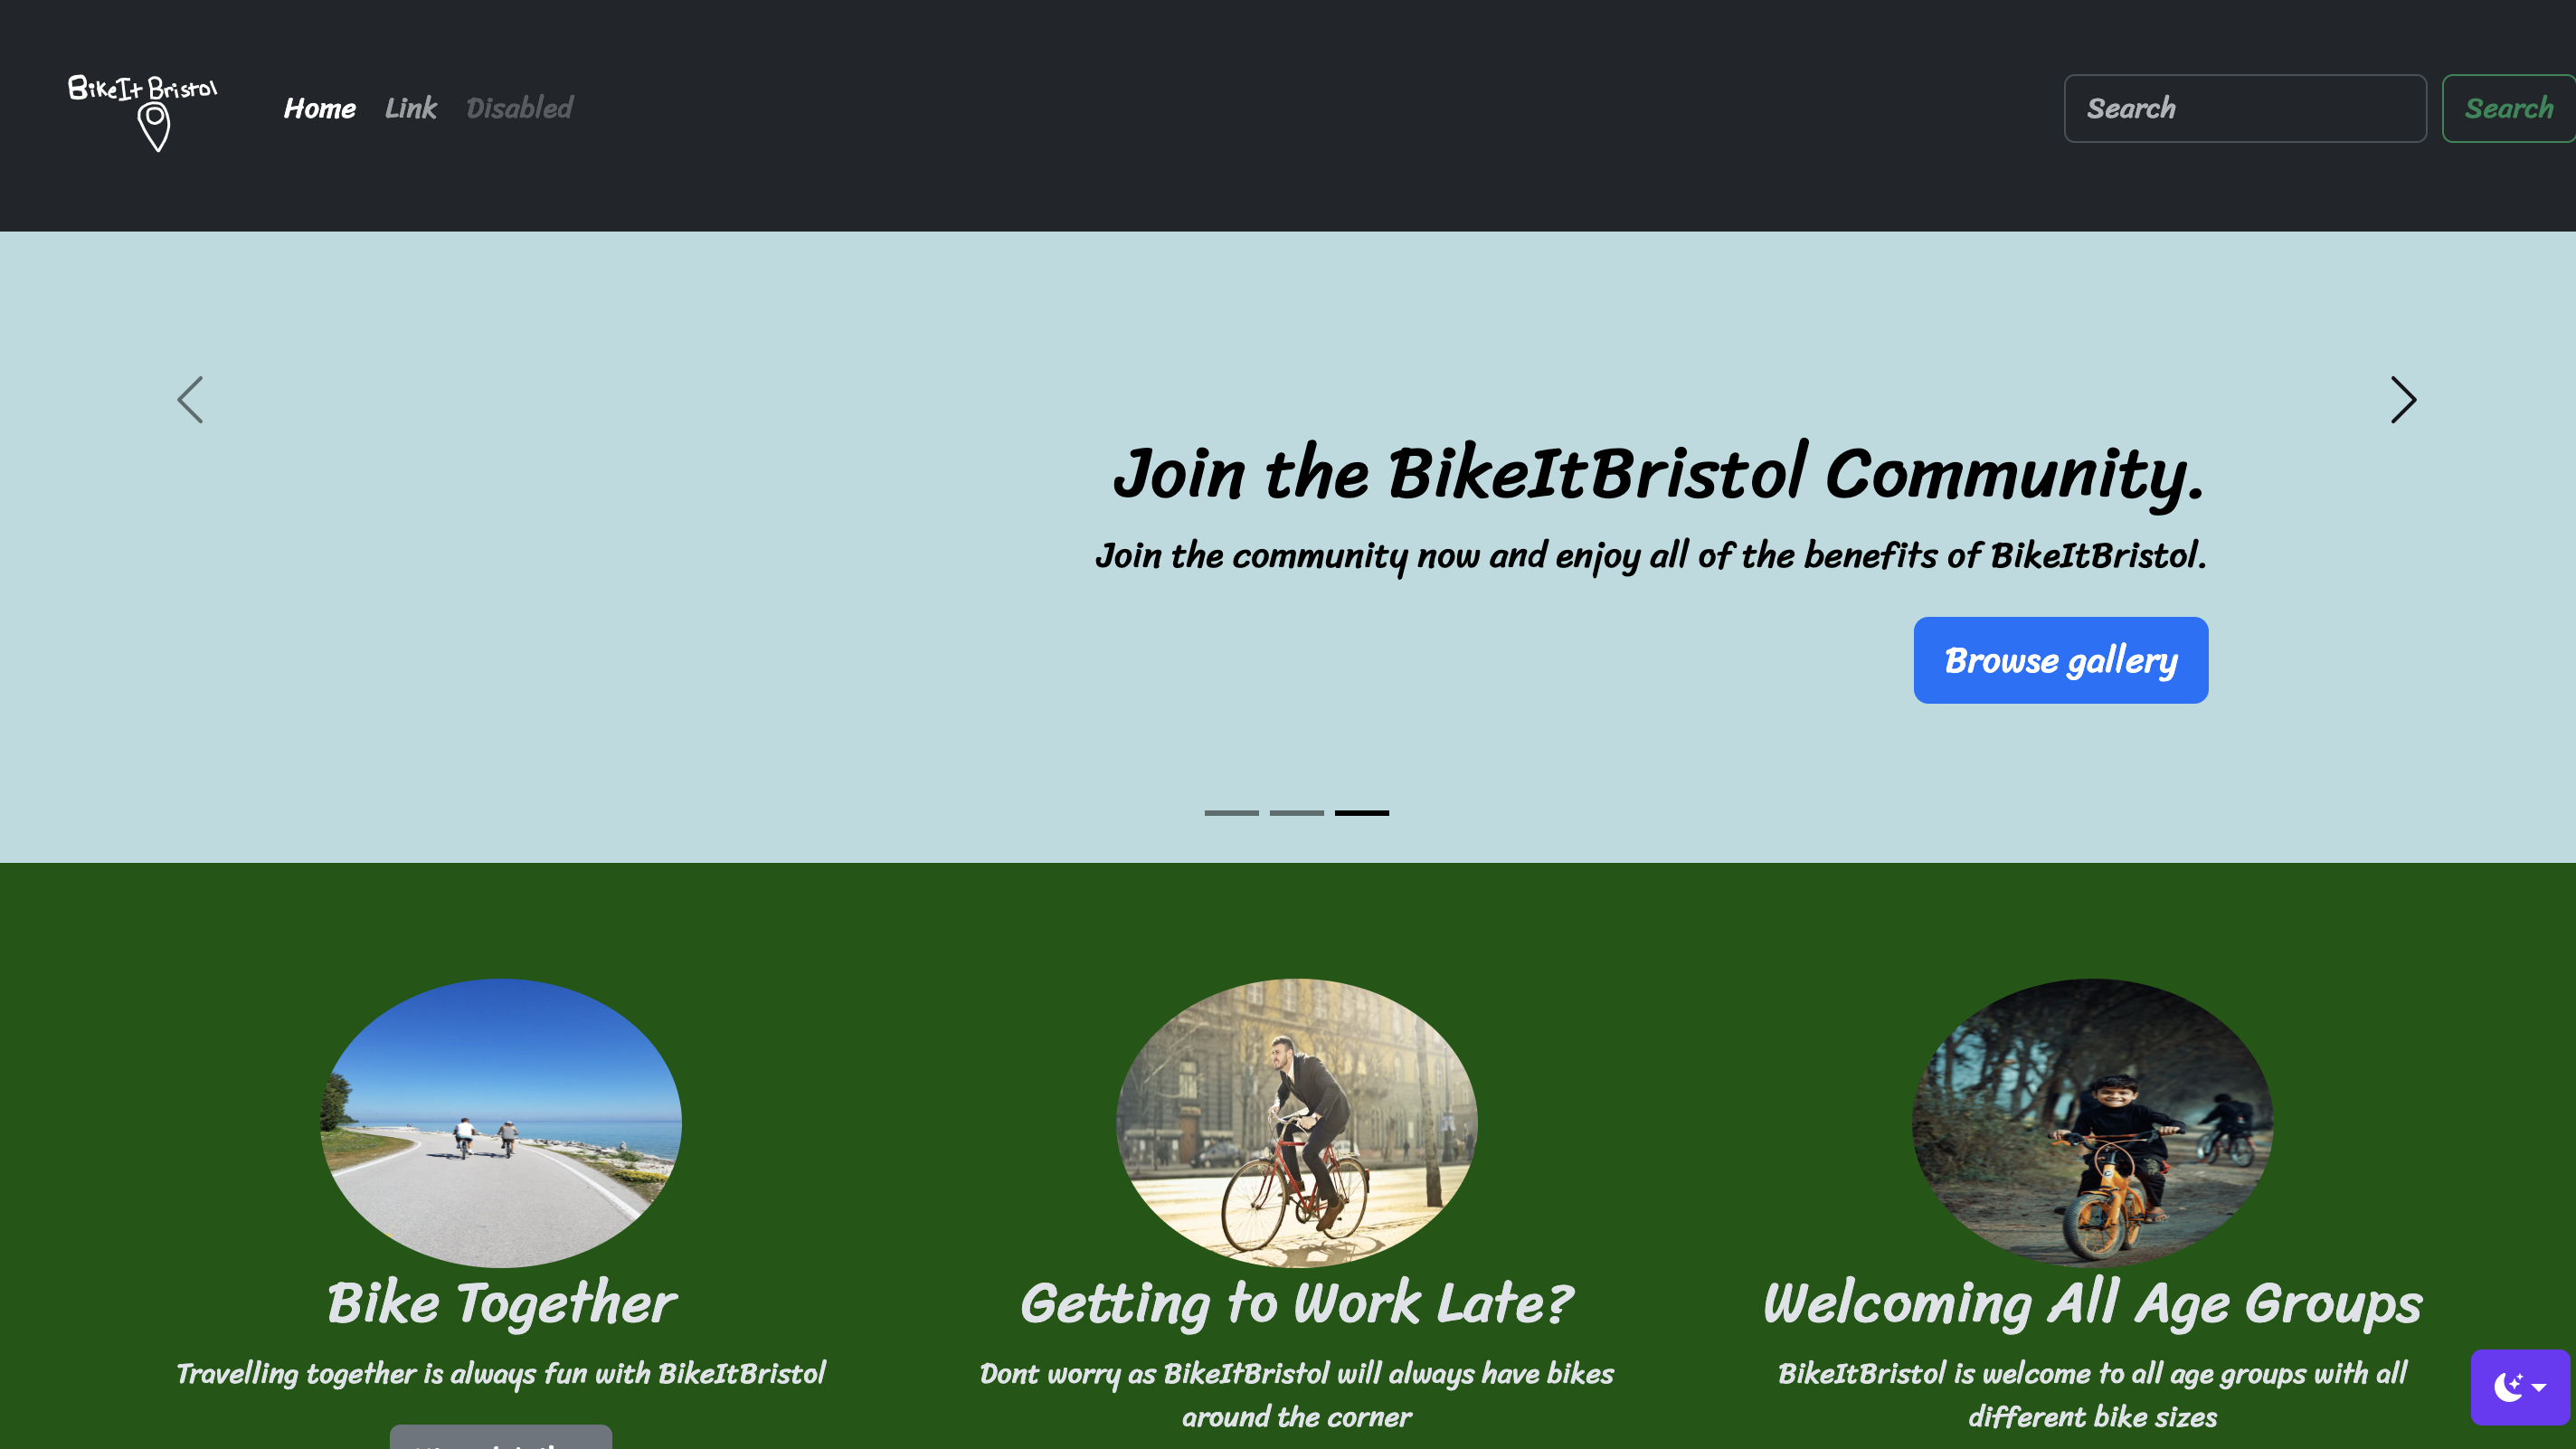 BikeIt Bristol
Home Link Disabled
Search Search
Join the BikeItBristol Community.
Join the community now and enjoy all of the benefits of BikeItBristol.
Browse gallery
Bike Together
Travelling together is always fun with BikeItBristol
Getting to Work Late?
Dont worry as BikeItBristol will always have bikes
around the corner
Welcoming All Age Groups
BikeItBristol is welcome to all age groups with all
different bike sizes